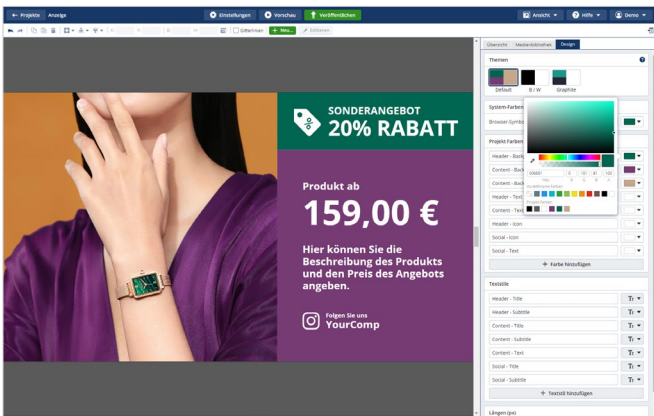 ← Projekte Anzeige Einstellungen Vorschau Veröffentlichen Ansicht Hilfe Demo
Gitterlinien + Neu... Editieren
Übersicht Medienbibliothek Design
Themen
Default B / W Graphite
System-Farben
Browser-Symbo
Projekt Farben
Header - Back
Content - Back
Content - Back
Header - Text
Content - Text
Header - Icon
Social - Icon
Social - Text
+ Farbe hinzufügen
Textstile
Header - Title
Header - Subtitle
Content - Title
Content - Subtitle
Content - Text
Social - Title
Social - Subtitle
+ Textstil hinzufügen
Längen (px)
SONDERANGEBOT
20% RABATT
Produkt ab
159,00 €
Hier können Sie die
Beschreibung des Produkts
und den Preis des Angebots
angeben.
Folgen Sie uns
YourComp